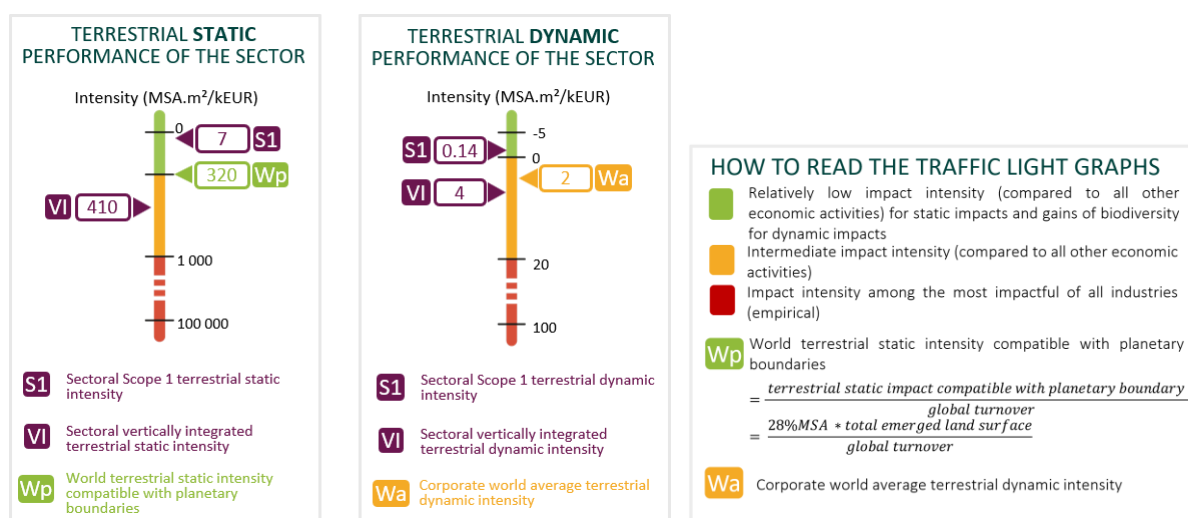 TERRESTRIAL STATIC
PERFORMANCE OF THE SECTOR
Intensity (MSA.m²/kEUR)
0
7 S1
320 Wp
VI 410
1 000
100 000
S1 Sectoral Scope 1 terrestrial static
intensity
VI Sectoral vertically integrated
terrestrial static intensity
Wp World terrestrial static intensity
compatible with planetary
boundaries
TERRESTRIAL DYNAMIC
PERFORMANCE OF THE SECTOR
Intensity (MSA.m²/kEUR)
-5
S1 0.14
0
2 Wa
VI 4
20
100
S1 Sectoral Scope 1 terrestrial dynamic
intensity
VI Sectoral vertically integrated
terrestrial dynamic intensity
Wa Corporate world average terrestrial
dynamic intensity
HOW TO READ THE TRAFFIC LIGHT GRAPHS
Relatively low impact intensity (compared to all other
economic activities) for static impacts and gains of biodiversity
for dynamic impacts
Intermediate impact intensity (compared to all other economic
activities)
Impact intensity among the most impactful of all industries
(empirical)
Wp World terrestrial static intensity compatible with planetary
boundaries
= terrestrial static impact compatible with planetary boundary
global turnover
= 28%MSA * total emerged land surface
global turnover
Wa Corporate world average terrestrial dynamic intensity